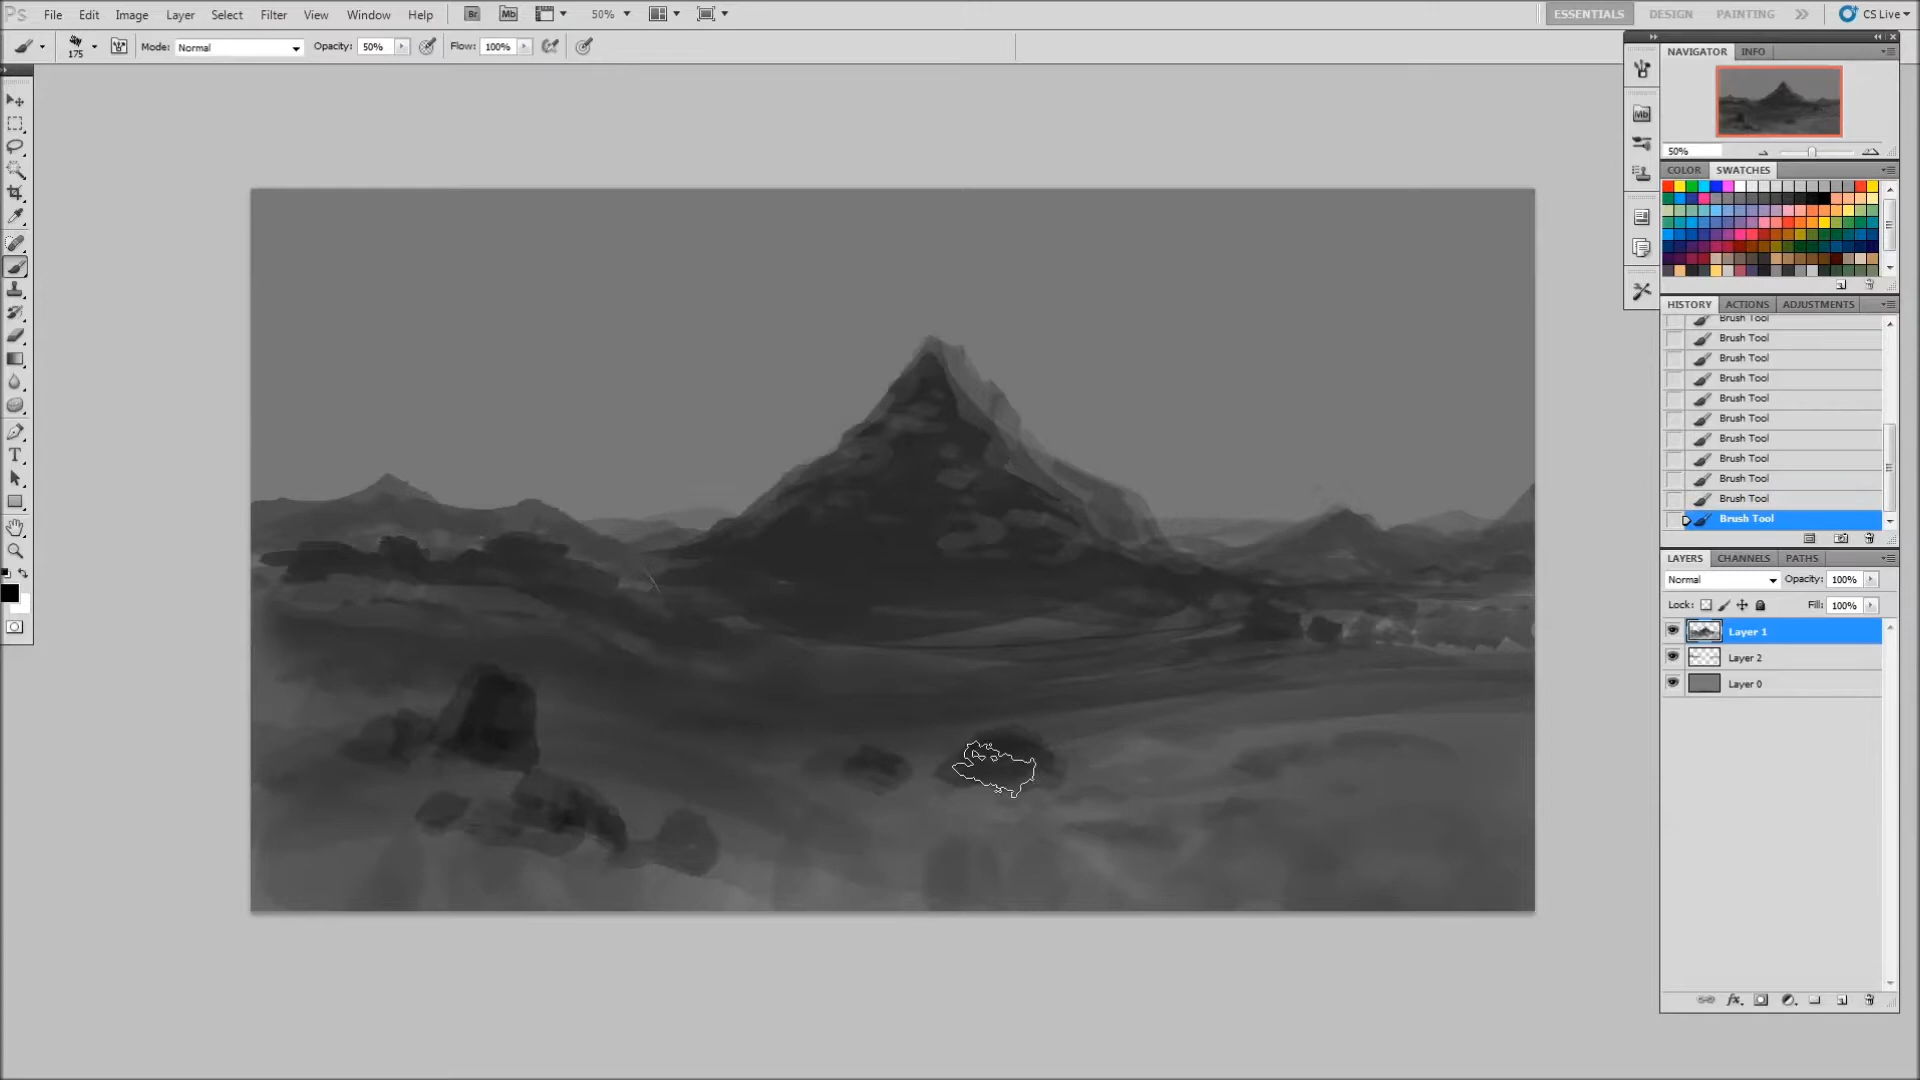 Ps File Edit Image Layer Select Filter View Window Help Br Mb 50% ESSENTIALS DESIGN PAINTING CS Live
175 Mode: Normal Opacity: 50% Flow: 100%
NAVIGATOR INFO
Mb
50%
COLOR SWATCHES
HISTORY ACTIONS ADJUSTMENTS
Brush Tool
Brush Tool
Brush Tool
Brush Tool
Brush Tool
Brush Tool
Brush Tool
Brush Tool
Brush Tool
Brush Tool
Brush Tool
LAYERS CHANNELS PATHS
Normal Opacity: 100%
Lock: Fill: 100%
Layer 1
Layer 2
Layer 0
fx
T